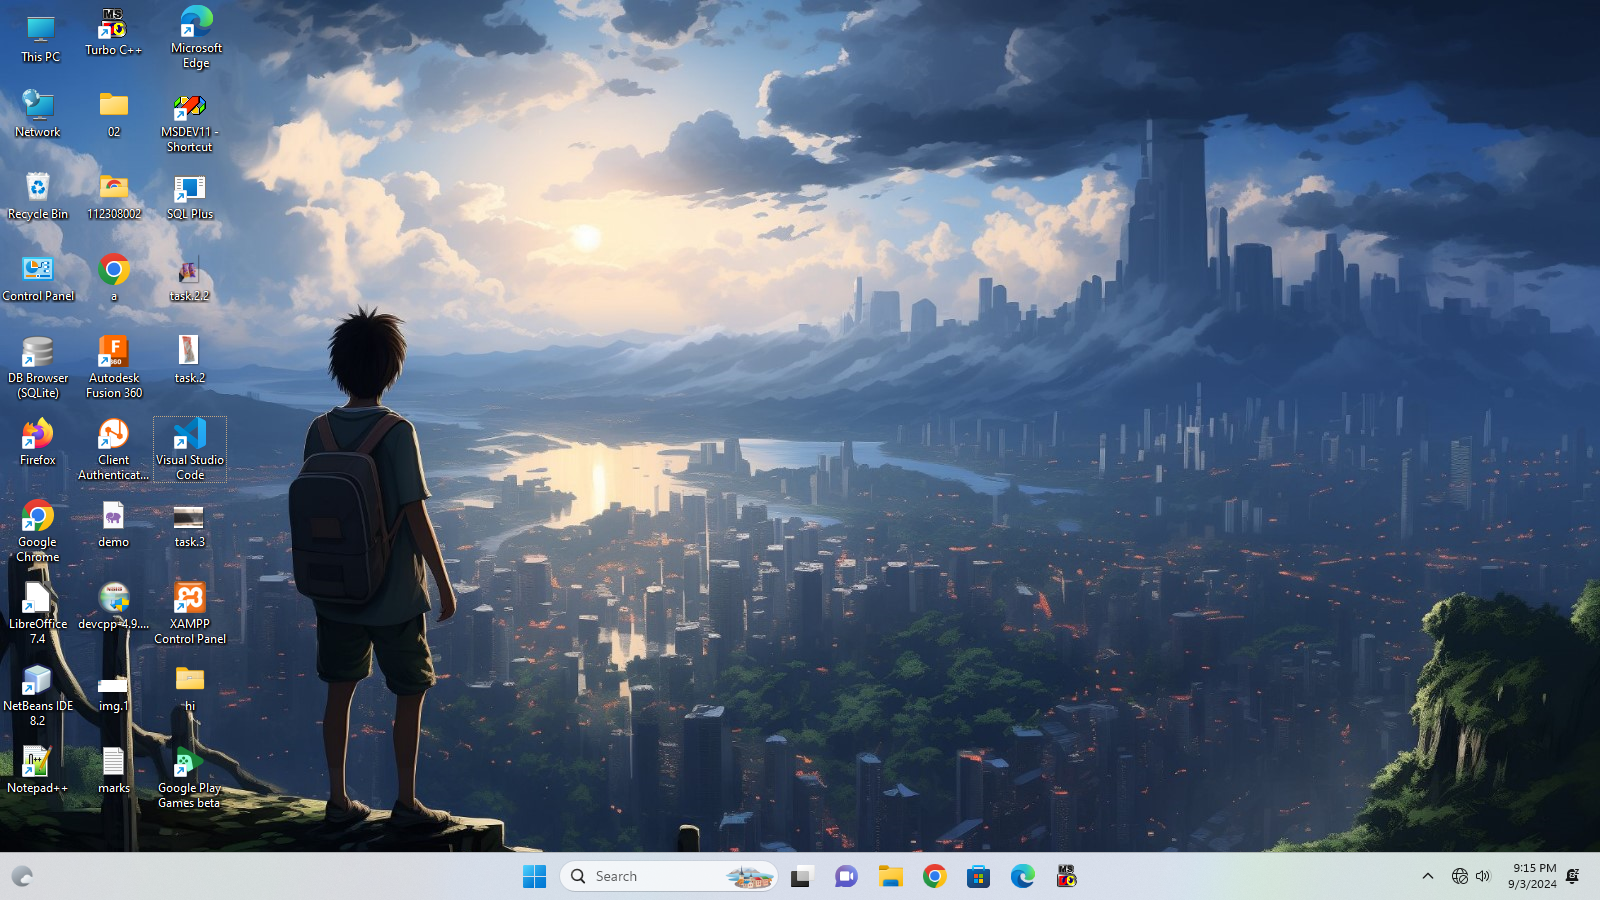 This PC
Turbo C++
Microsoft
Edge
Network
02
MSDEV11 -
Shortcut
Recycle Bin
112308002
SQL Plus
Control Panel
a
task.2.2
DB Browser
(SQLite)
Autodesk
Fusion 360
task.2
Firefox
Client
Authenticat...
Visual Studio
Code
Google
Chrome
demo
task.3
LibreOffice
7.4
devcpp-4.9....
XAMPP
Control Panel
NetBeans IDE
8.2
img.1
hi
Notepad++
marks
Google Play
Games beta
Search
9:15 PM
9/3/2024